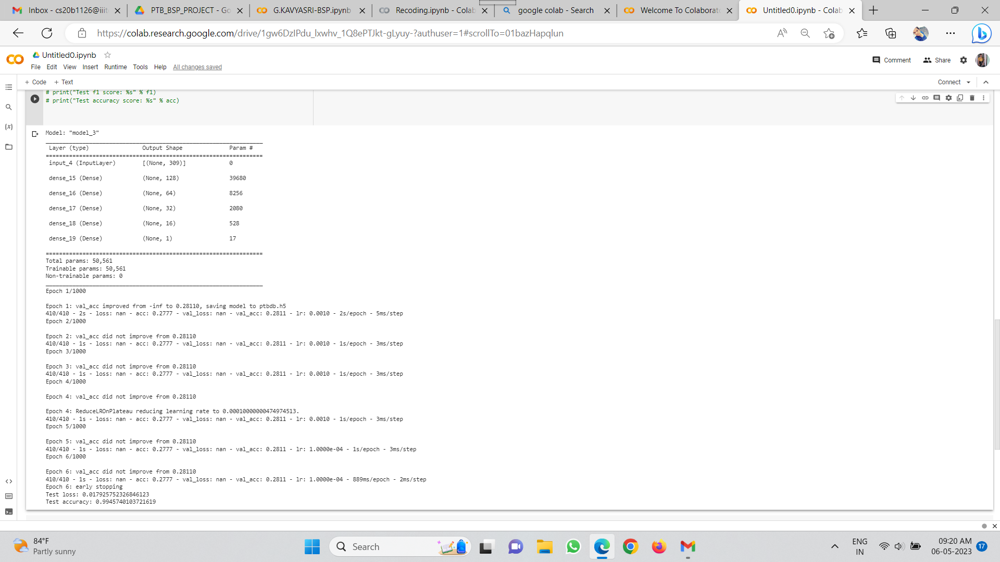 Inbox - cs20b1126@iiit
PTB_BSP_PROJECT - Go
G.KAVYASRI-BSP.ipynb
Recoding.ipynb - Colab
google colab - Search
Welcome To Colaborato
Untitled0.ipynb - Colab
Untitled0.ipynb
File Edit View Insert Runtime Tools Help All changes saved
Comment Share
+ Code + Text
Connect
# print("Test f1 score: %s" % f1)
# print("Test accuracy score: %s" % acc)
Model: "model_3"
Layer (type) Output Shape Param #
=================================================================
input_4 (InputLayer) [(None, 309)] 0
dense_15 (Dense) (None, 128) 39680
dense_16 (Dense) (None, 64) 8256
dense_17 (Dense) (None, 32) 2080
dense_18 (Dense) (None, 16) 528
dense_19 (Dense) (None, 1) 17
=================================================================
Total params: 50,561
Trainable params: 50,561
Non-trainable params: 0
Epoch 1/1000
Epoch 1: val_acc improved from -inf to 0.28110, saving model to ptbdb.h5
410/410 - 2s - loss: nan - acc: 0.2777 - val_loss: nan - val_acc: 0.2811 - lr: 0.0010 - 2s/epoch - 5ms/step
Epoch 2/1000
Epoch 2: val_acc did not improve from 0.28110
410/410 - 1s - loss: nan - acc: 0.2777 - val_loss: nan - val_acc: 0.2811 - lr: 0.0010 - 1s/epoch - 3ms/step
Epoch 3/1000
Epoch 3: val_acc did not improve from 0.28110
410/410 - 1s - loss: nan - acc: 0.2777 - val_loss: nan - val_acc: 0.2811 - lr: 0.0010 - 1s/epoch - 3ms/step
Epoch 4/1000
Epoch 4: val_acc did not improve from 0.28110
Epoch 4: ReduceLROnPlateau reducing learning rate to 0.00010000000474974513.
410/410 - 1s - loss: nan - acc: 0.2777 - val_loss: nan - val_acc: 0.2811 - lr: 0.0010 - 1s/epoch - 3ms/step
Epoch 5/1000
Epoch 5: val_acc did not improve from 0.28110
410/410 - 1s - loss: nan - acc: 0.2777 - val_loss: nan - val_acc: 0.2811 - lr: 1.0000e-04 - 1s/epoch - 3ms/step
Epoch 6/1000
Epoch 6: val_acc did not improve from 0.28110
410/410 - 1s - loss: nan - acc: 0.2777 - val_loss: nan - val_acc: 0.2811 - lr: 1.0000e-04 - 889ms/epoch - 2ms/step
Epoch 6: early stopping
Test loss: 0.017925752326846123
Test accuracy: 0.9945740103721619
84°F
Partly sunny
Search
ENG
IN
09:20 AM
06-05-2023
17